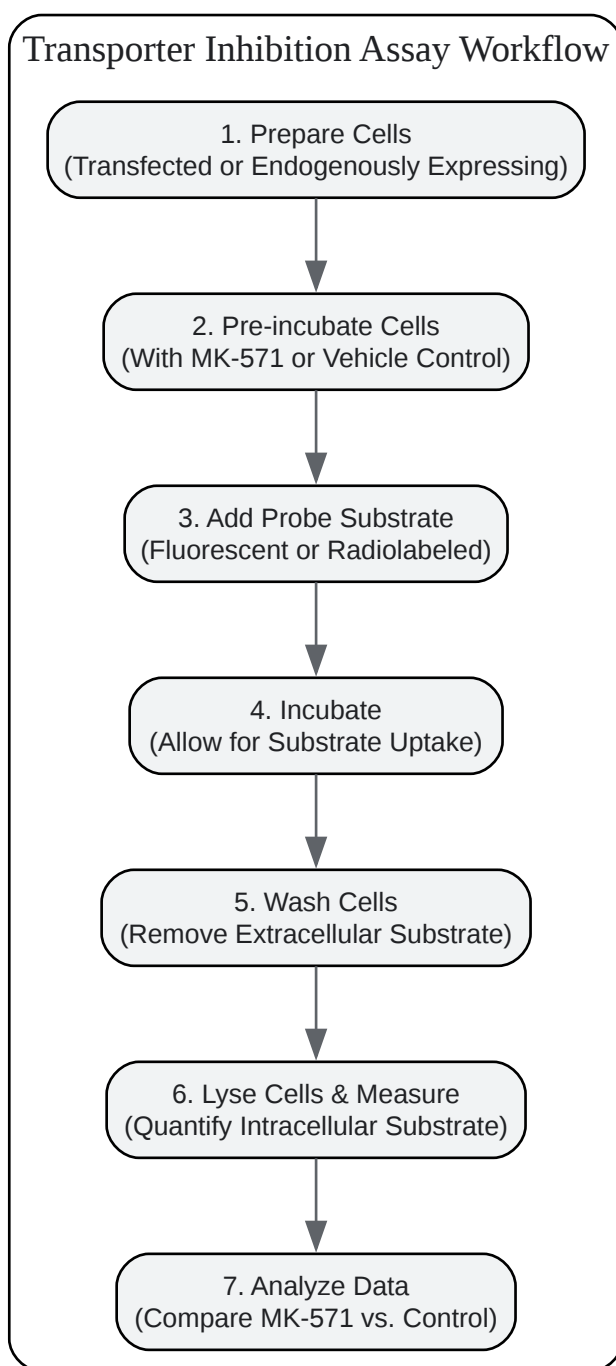 Transporter Inhibition Assay Workflow
1. Prepare Cells
(Transfected or Endogenously Expressing)
2. Pre-incubate Cells
(With MK-571 or Vehicle Control)
3. Add Probe Substrate
(Fluorescent or Radiolabeled)
4. Incubate
(Allow for Substrate Uptake)
5. Wash Cells
(Remove Extracellular Substrate)
6. Lyse Cells & Measure
(Quantify Intracellular Substrate)
7. Analyze Data
(Compare MK-571 vs. Control)